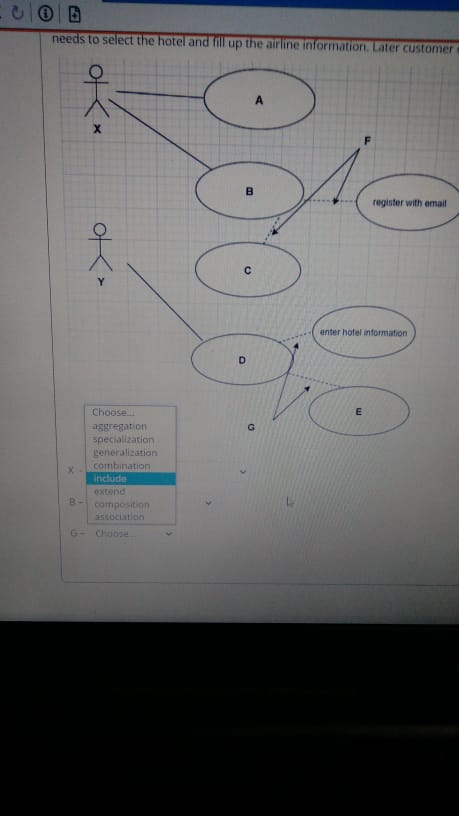 needs to select the hotel and fill up the airline information. Later customer
A
X
F
B
register with email
C
Y
enter hotel information
D
E
G
Choose...
aggregation
specialization
generalization
combination
X -
include
extend
B - composition
association
G - Choose...